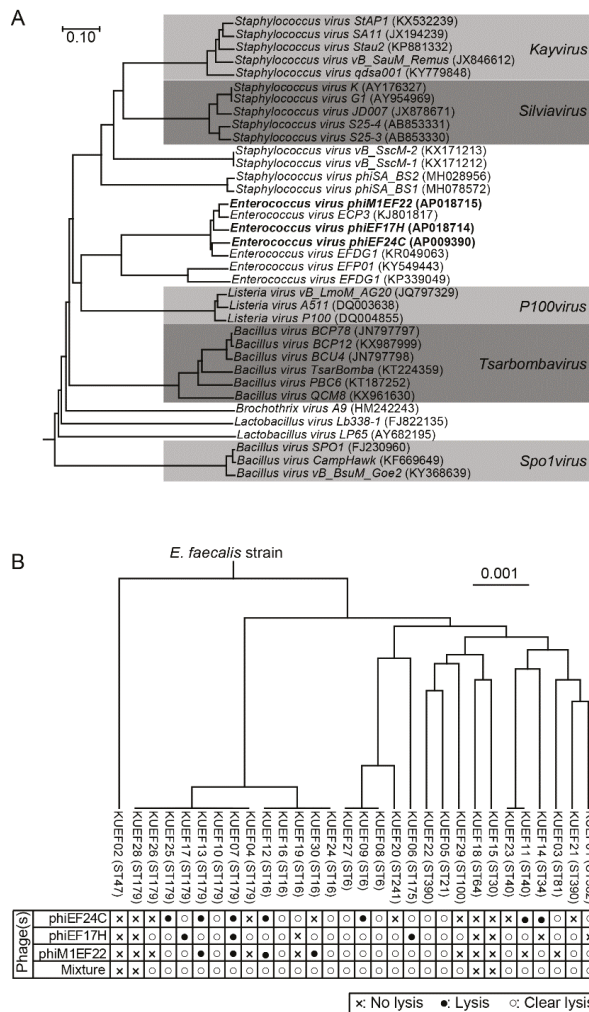 A
0.10
Staphylococcus virus StAP1 (KX532239)
Staphylococcus virus SA11 (JX194239)
Staphylococcus virus Stau2 (KP881332)
Staphylococcus virus vB_SauM_Remus (JX846612)
Staphylococcus virus qdsa001 (KY779848)
Kayvirus
Staphylococcus virus K (AY176327)
Staphylococcus virus G1 (AY954969)
Staphylococcus virus JD007 (JX878671)
Staphylococcus virus S25-4 (AB853331)
Staphylococcus virus S25-3 (AB853330)
Silviavirus
Staphylococcus virus vB_SscM-2 (KX171213)
Staphylococcus virus vB_SscM-1 (KX171212)
Staphylococcus virus phiSA_BS2 (MH028956)
Staphylococcus virus phiSA_BS1 (MH078572)
Enterococcus virus phiM1EF22 (AP018715)
Enterococcus virus ECP3 (KJ801817)
Enterococcus virus phiEF17H (AP018714)
Enterococcus virus phiEF24C (AP009390)
Enterococcus virus EFDG1 (KR049063)
Enterococcus virus EFP01 (KY549443)
Enterococcus virus EFDG1 (KP339049)
Listeria virus vB_LmoM_AG20 (JQ797329)
Listeria virus A511 (DQ003638)
Listeria virus P100 (DQ004855)
P100virus
Bacillus virus BCP78 (JN797797)
Bacillus virus BCP12 (KX987999)
Bacillus virus BCU4 (JN797798)
Bacillus virus TsarBomba (KT224359)
Bacillus virus PBC6 (KT187252)
Bacillus virus QCM8 (KX961630)
Tsarbombavirus
Brochothrix virus A9 (HM242243)
Lactobacillus virus Lb338-1 (FJ822135)
Lactobacillus virus LP65 (AY682195)
Bacillus virus SPO1 (FJ230960)
Bacillus virus CampHawk (KF669649)
Bacillus virus vB_BsuM_Goe2 (KY368639)
Spo1virus
B
E. faecalis strain
0.001
KUEF02 (ST47)
KUEF28 (ST179)
KUEF26 (ST179)
KUEF25 (ST179)
KUEF17 (ST179)
KUEF13 (ST179)
KUEF10 (ST179)
KUEF07 (ST179)
KUEF04 (ST179)
KUEF12 (ST16)
KUEF16 (ST16)
KUEF19 (ST16)
KUEF30 (ST16)
KUEF24 (ST16)
KUEF27 (ST6)
KUEF09 (ST6)
KUEF08 (ST6)
KUEF20 (ST241)
KUEF06 (ST175)
KUEF22 (ST390)
KUEF05 (ST21)
KUEF29 (ST100)
KUEF18 (ST64)
KUEF15 (ST30)
KUEF23 (ST40)
KUEF11 (ST40)
KUEF14 (ST34)
KUEF03 (ST81)
KUEF21 (ST390)
Phage(s)
phiEF24C
phiEF17H
phiM1EF22
Mixture
×: No lysis ●: Lysis ○: Clear lysis